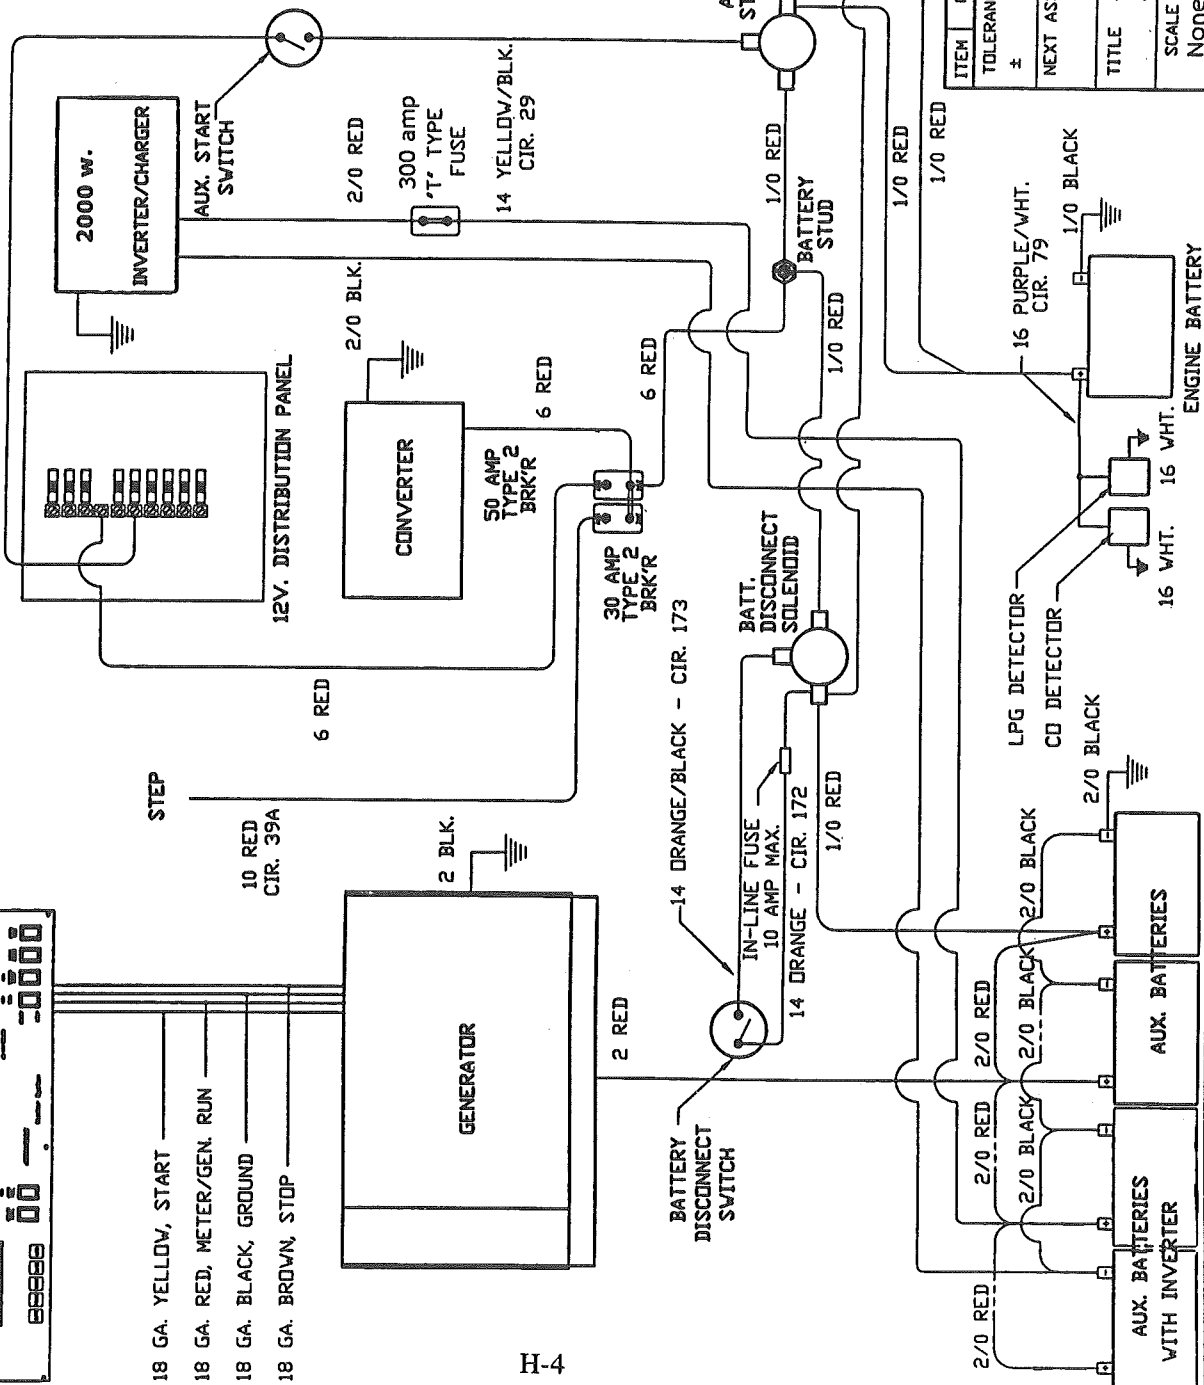 2000 w.
INVERTER/CHARGER
AUX. START
SWITCH
2/0 RED
300 amp
'T' TYPE
FUSE
14 YELLOW/BLK.
CIR. 29
2/0 BLK.
12V. DISTRIBUTION PANEL
CONVERTER
6 RED
50 AMP
TYPE 2
BRK'R
30 AMP
TYPE 2
BRK'R
6 RED
6 RED
STEP
10 RED
CIR. 39A
1/0 RED
BATTERY
STUD
1/0 RED
1/0 RED
1/0 RED
ITEM
TOLERAN
±
NEXT AS
TITLE
SCALE
None
BATT.
DISCONNECT
SOLENOID
14 ORANGE/BLACK - CIR. 173
IN-LINE FUSE
10 AMP MAX.
14 ORANGE - CIR. 172
1/0 RED
BATTERY
DISCONNECT
SWITCH
2 BLK.
GENERATOR
2 RED
18 GA. YELLOW, START
18 GA. RED, METER/GEN. RUN
18 GA. BLACK, GROUND
18 GA. BROWN, STOP
16 PURPLE/WHT.
CIR. 79
1/0 BLACK
ENGINE BATTERY
LPG DETECTOR
CO DETECTOR
16 WHT.
16 WHT.
2/0 BLACK
2/0 BLACK
2/0 BLACK
2/0 BLACK
2/0 BLACK
2/0 RED
2/0 RED
2/0 RED
AUX. BATTERIES
AUX. BATTERIES
WITH INVERTER
H-4